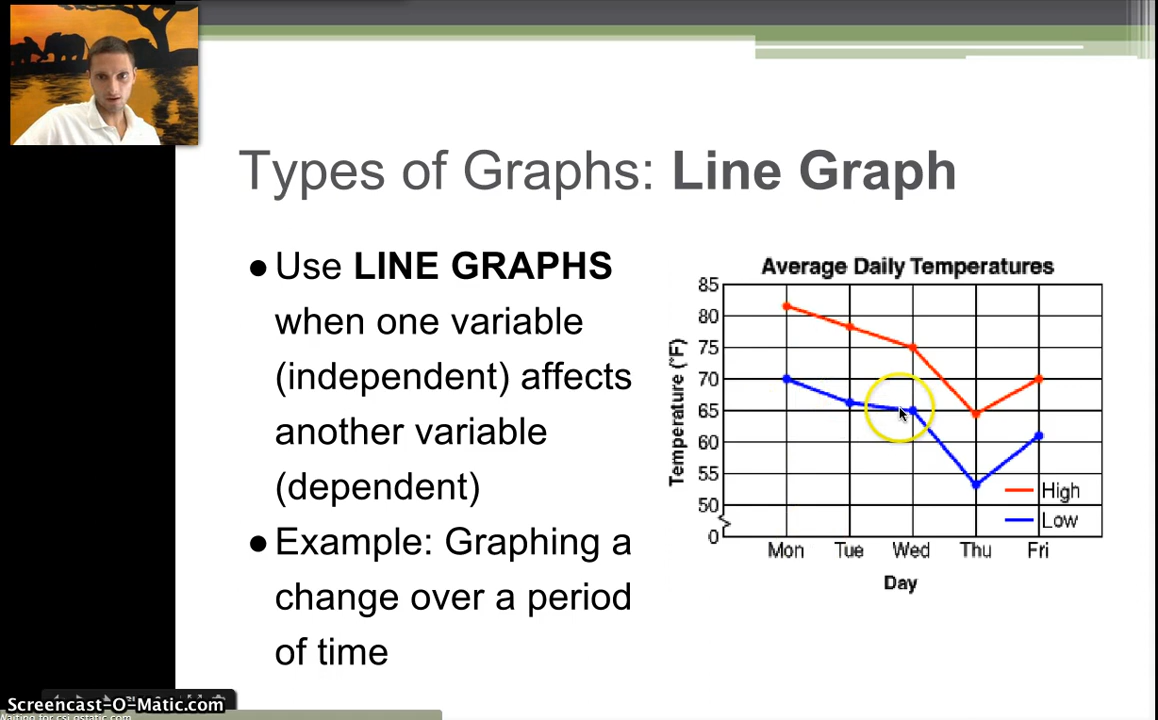 Types of Graphs: Line Graph
● Use LINE GRAPHS
when one variable
(independent) affects
another variable
(dependent)
● Example: Graphing a
change over a period
of time
Average Daily Temperatures
Temperature (°F)
85
80
75
70
65
60
55
50
0
Mon Tue Wed Thu Fri
Day
High
Low
Screencast-O-Matic.com